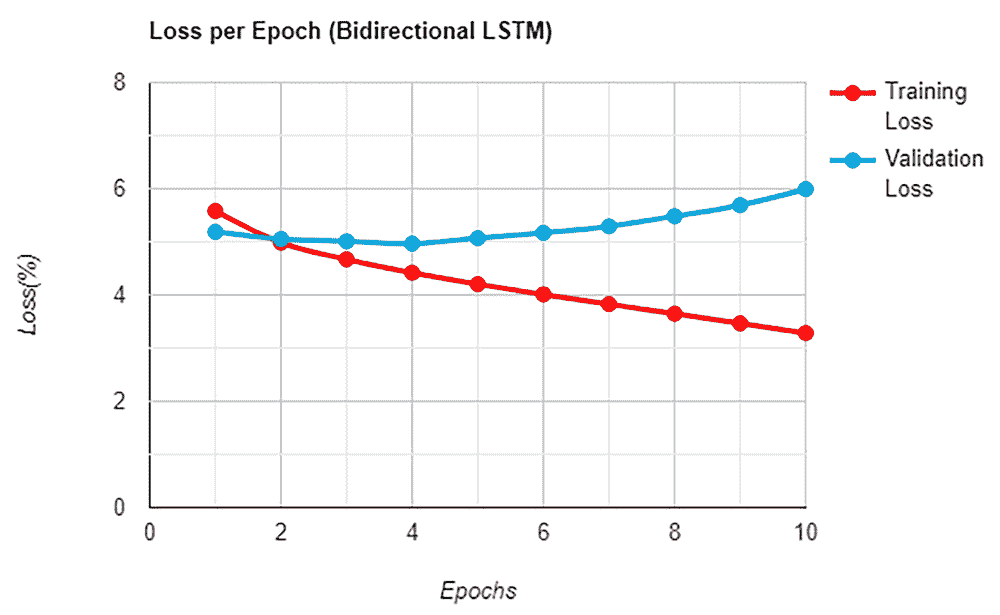 Loss per Epoch (Bidirectional LSTM)
8
6
4
2
0
Loss(%)
0 2 4 6 8 10
Epochs
Training
Loss
Validation
Loss